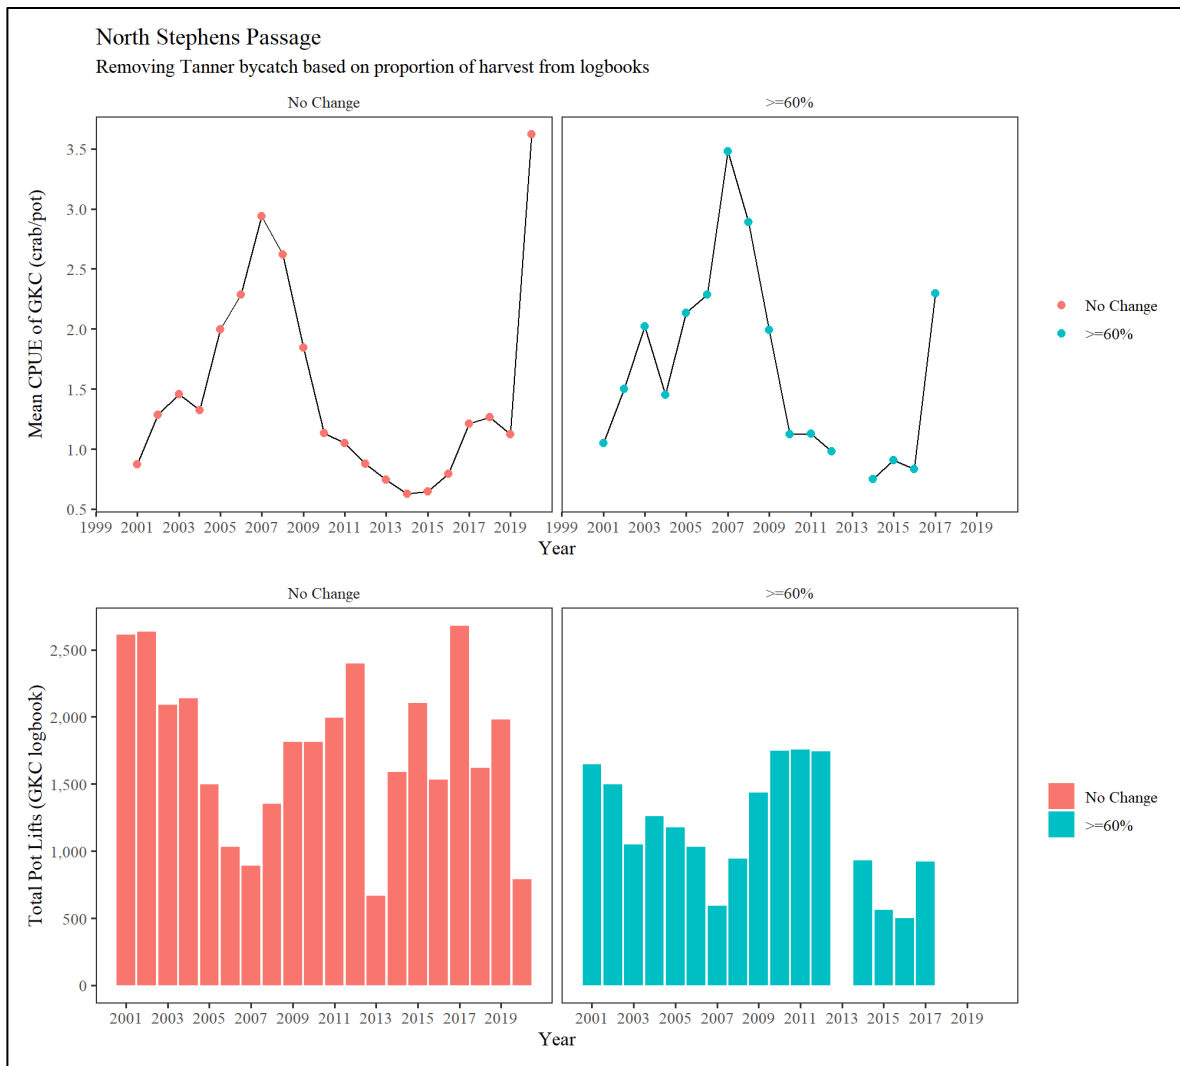 North Stephens Passage
Removing Tanner bycatch based on proportion of harvest from logbooks
No Change
>=60%
Mean CPUE of GKC (crab/pot)
3.5
3.0
2.5
2.0
1.5
1.0
0.5
1999 2001 2003 2005 2007 2009 2011 2013 2015 2017 2019
1999 2001 2003 2005 2007 2009 2011 2013 2015 2017 2019
Year
No Change
>=60%
No Change
>=60%
Total Pot Lifts (GKC logbook)
2,500
2,000
1,500
1,000
500
0
2001 2003 2005 2007 2009 2011 2013 2015 2017 2019
2001 2003 2005 2007 2009 2011 2013 2015 2017 2019
Year
No Change
>=60%